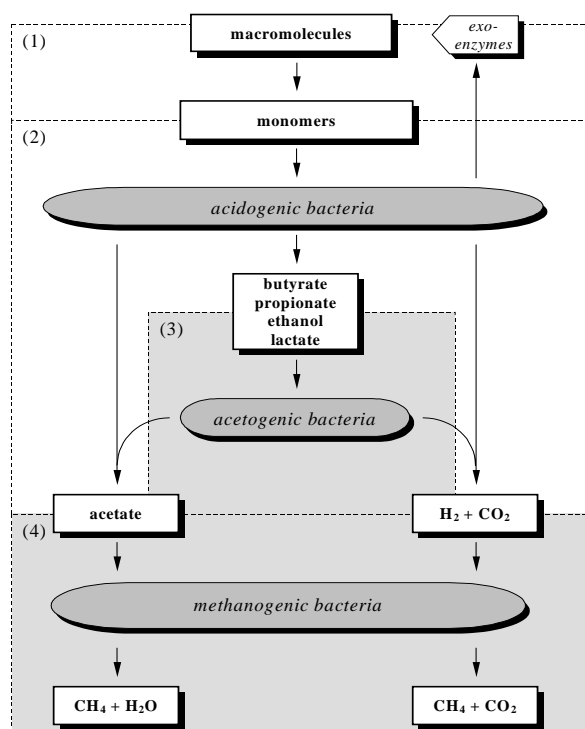 (1)
macromolecules
exo-
enzymes
monomers
(2)
acidogenic bacteria
butyrate
propionate
ethanol
lactate
(3)
acetogenic bacteria
acetate
H₂ + CO₂
(4)
methanogenic bacteria
CH₄ + H₂O
CH₄ + CO₂